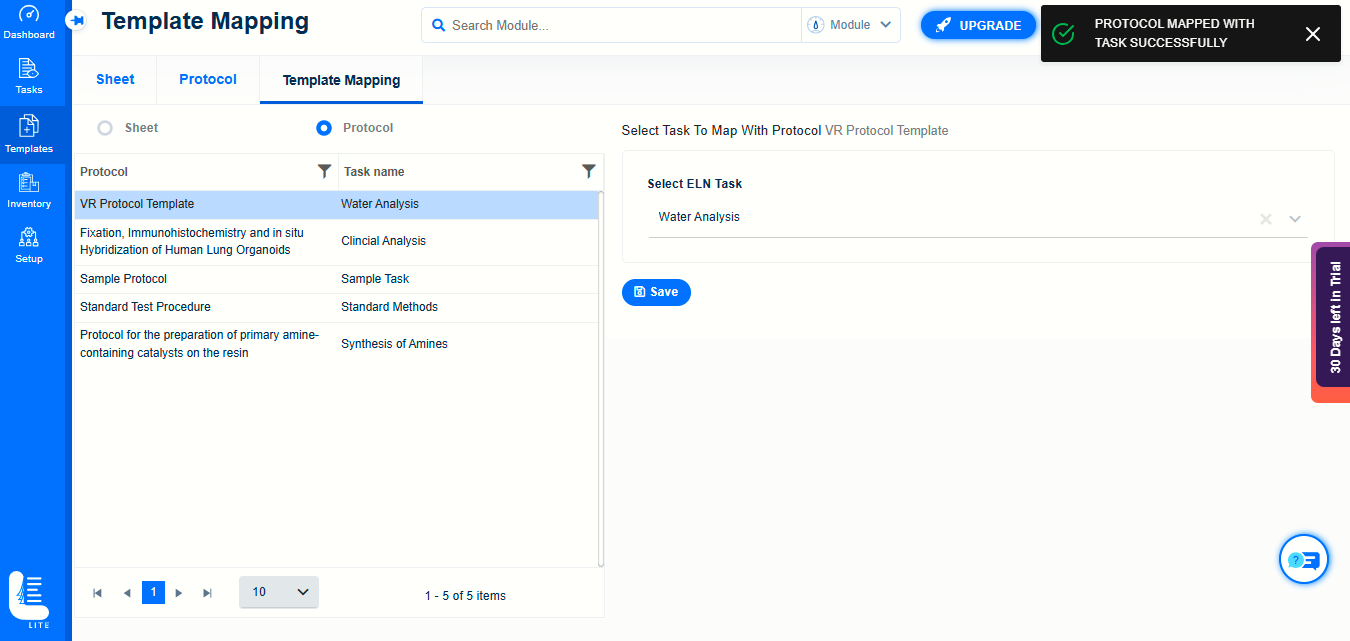 Dashboard
Tasks
Templates
Inventory
Setup
LITE
Template Mapping
Search Module...
Module
UPGRADE
PROTOCOL MAPPED WITH
TASK SUCCESSFULLY
Sheet
Protocol
Template Mapping
Sheet
Protocol
Protocol
Task name
VR Protocol Template
Water Analysis
Fixation, Immunohistochemistry and in situ
Hybridization of Human Lung Organoids
Clincial Analysis
Sample Protocol
Sample Task
Standard Test Procedure
Standard Methods
Protocol for the preparation of primary amine-
containing catalysts on the resin
Synthesis of Amines
1
10
1 - 5 of 5 items
Select Task To Map With Protocol VR Protocol Template
Select ELN Task
Water Analysis
Save
30 Days left in Trial
?